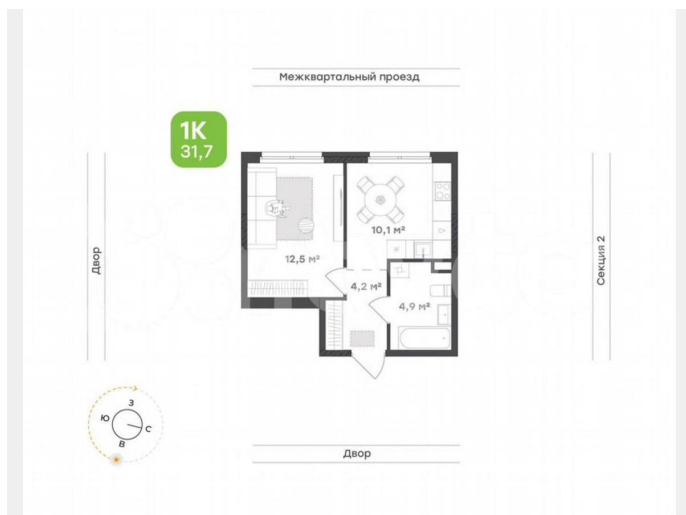 Межквартальный проезд
1К
31,7
10,1 м²
12,5 м²
4,2 м²
4,9 м²
Двор
Секция 2
З
Ю
С
В
Двор